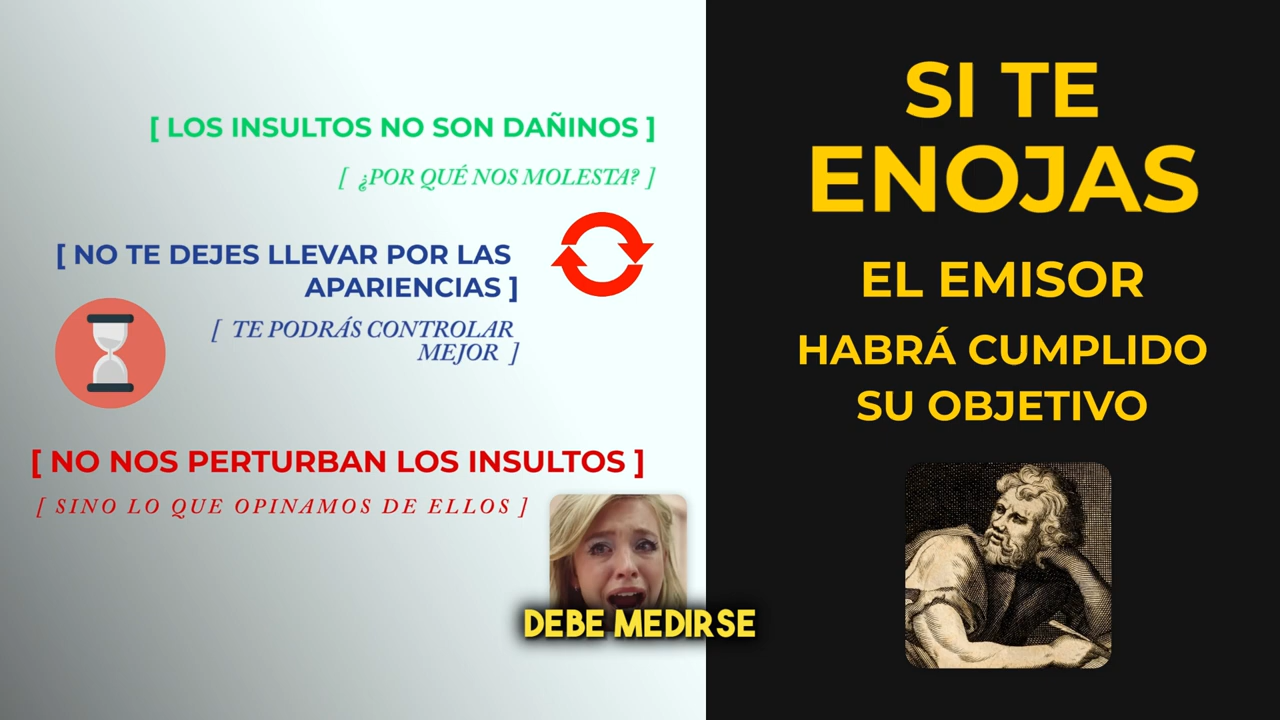 [ LOS INSULTOS NO SON DAÑINOS ]
[ ¿POR QUÉ NOS MOLESTA? ]
[ NO TE DEJES LLEVAR POR LAS
APARIENCIAS ]
[ TE PODRÁS CONTROLAR
MEJOR ]
[ NO NOS PERTURBAN LOS INSULTOS ]
[ SINO LO QUE OPINAMOS DE ELLOS ]
DEBE MEDIRSE
SI TE
ENOJAS
EL EMISOR
HABRÁ CUMPLIDO
SU OBJETIVO